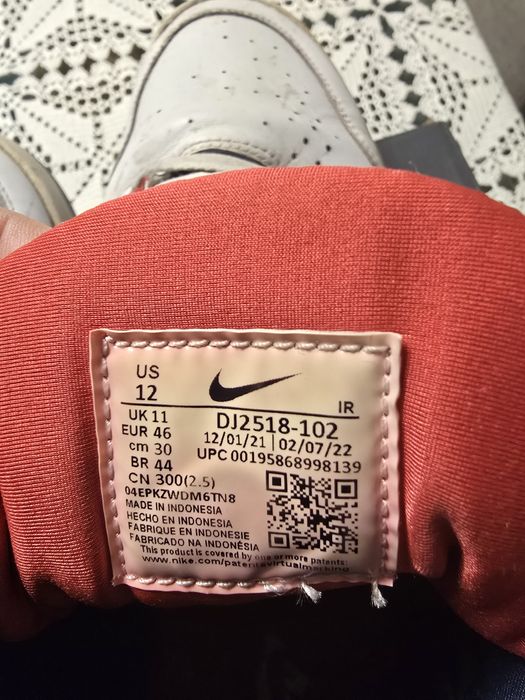 US
12
IR
UK 11
EUR 46
cm 30
BR 44
CN 300(2.5)
DJ2518-102
12/01/21 | 02/07/22
UPC 00195868998139
04EPKZWDM6TN8
MADE IN INDONESIA
HECHO EN INDONESIA
FABRIQUE EN INDONESIE
FABRICADO NA INDONÉSIA
This product is covered by one or more patents:
www.nike.com/patentsvirtualmarking